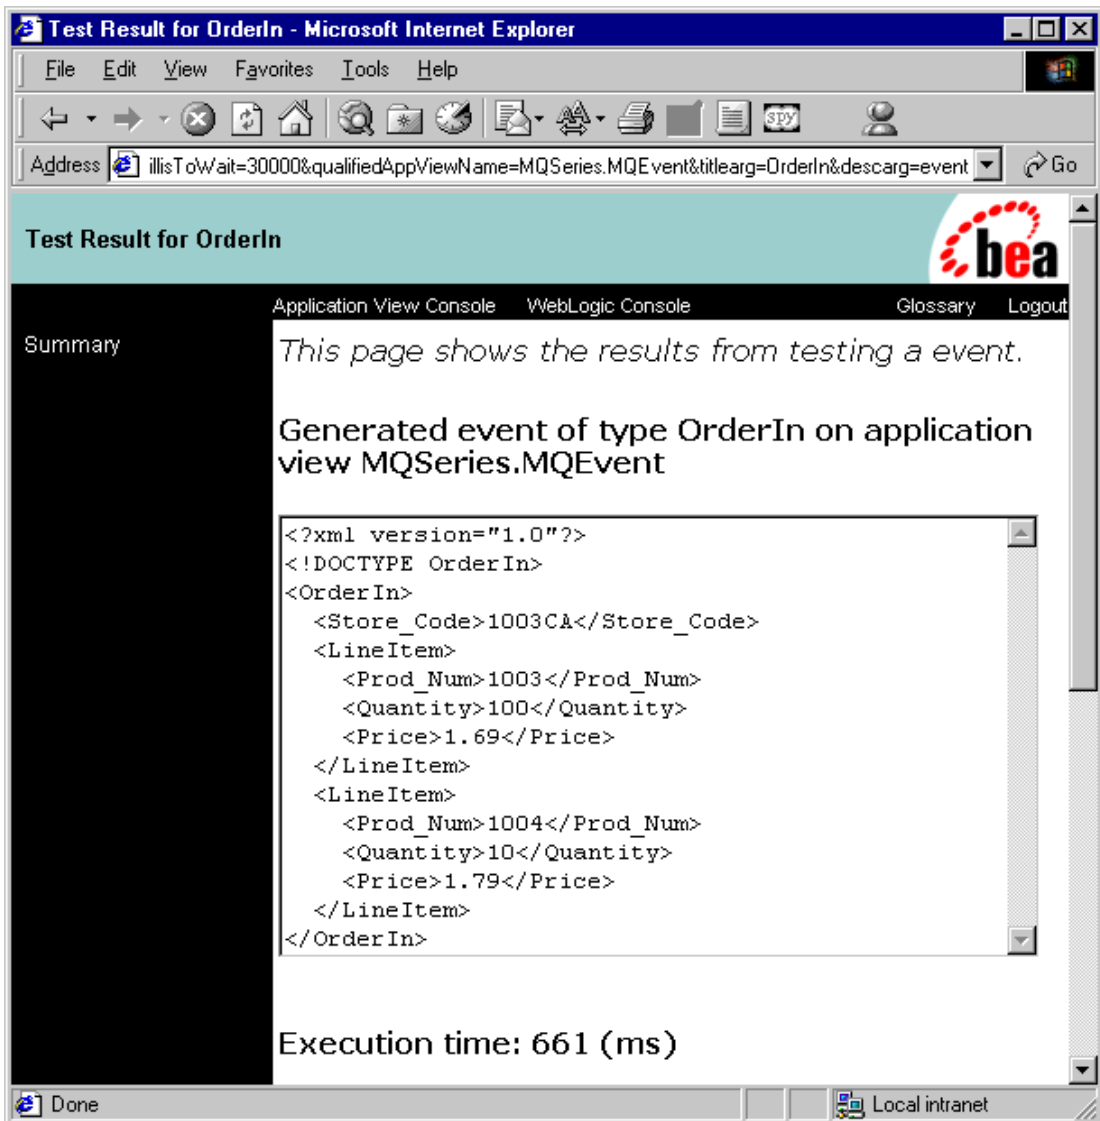 Test Result for OrderIn - Microsoft Internet Explorer
File Edit View Favorites Tools Help
SPY
Address illisToWait=30000&qualifiedAppViewName=MQSeries.MQEvent&titlearg=OrderIn&descarg=event Go
Test Result for OrderIn
bea
Application View Console WebLogic Console Glossary Logout
Summary
This page shows the results from testing a event.
Generated event of type OrderIn on application
view MQSeries.MQEvent
<?xml version="1.0"?>
<!DOCTYPE OrderIn>
<OrderIn>
  <Store_Code>1003CA</Store_Code>
  <LineItem>
    <Prod_Num>1003</Prod_Num>
    <Quantity>100</Quantity>
    <Price>1.69</Price>
  </LineItem>
  <LineItem>
    <Prod_Num>1004</Prod_Num>
    <Quantity>10</Quantity>
    <Price>1.79</Price>
  </LineItem>
</OrderIn>
Execution time: 661 (ms)
Done Local intranet